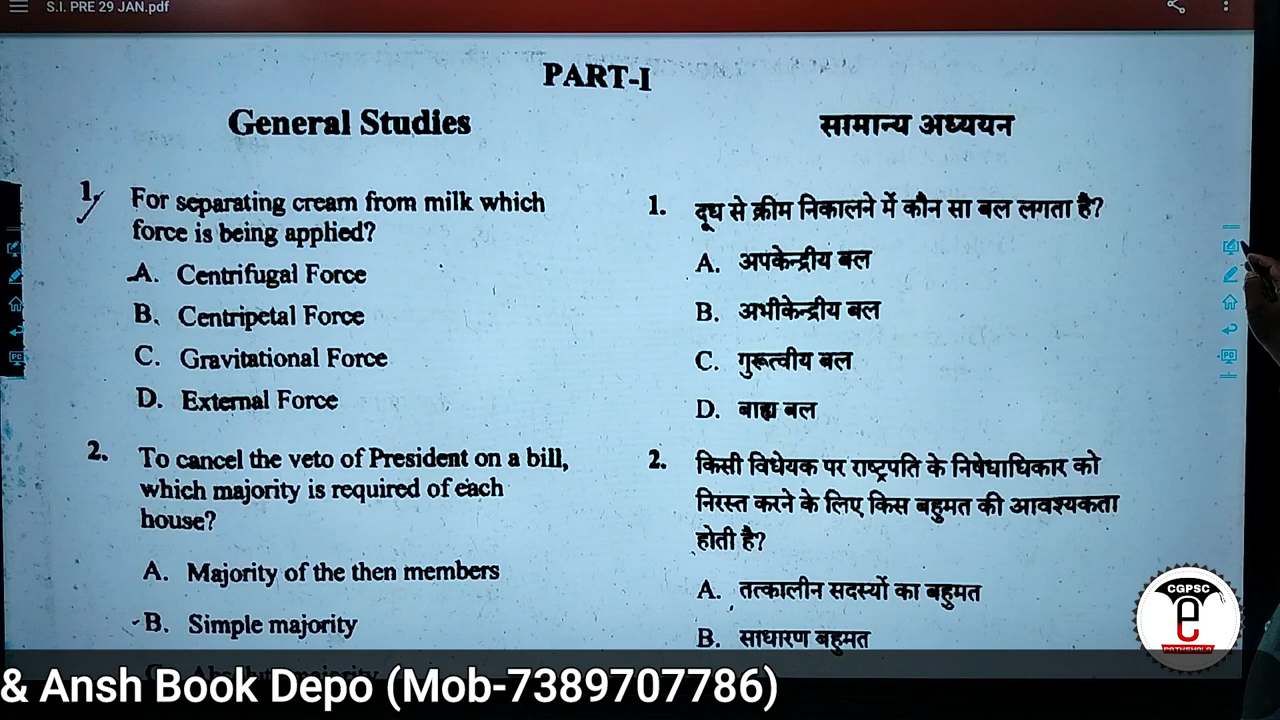 S.I. PRE 29 JAN.pdf
PART-I
General Studies
1. For separating cream from milk which
force is being applied?
A. Centrifugal Force
B. Centripetal Force
C. Gravitational Force
D. External Force
2. To cancel the veto of President on a bill,
which majority is required of each
house?
A. Majority of the then members
B. Simple majority
सामान्य अध्ययन
1. दूध से क्रीम निकालने में कौन सा बल लगता है?
A. अपकेन्द्रीय बल
B. अभीकेन्द्रीय बल
C. गुरूत्वीय बल
D. बाह्य बल
2. किसी विधेयक पर राष्ट्रपति के निषेधाधिकार को
निरस्त करने के लिए किस बहुमत की आवश्यकता
होती है?
A. तत्कालीन सदस्यों का बहुमत
B. साधारण बहुमत
PC
PC
CGPSC
e
& Ansh Book Depo (Mob-7389707786)